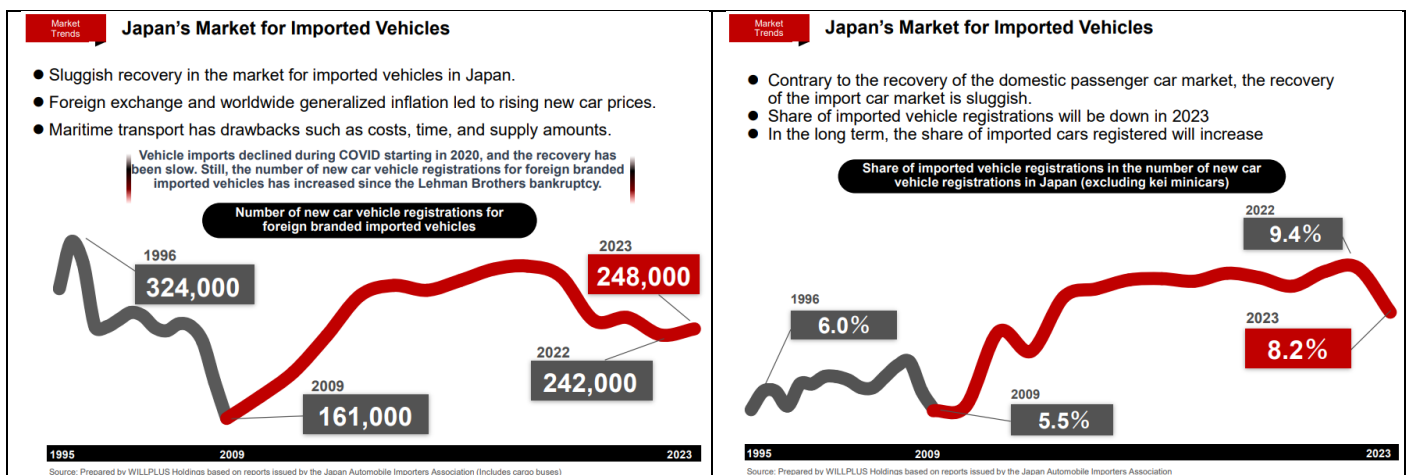 Market
Trends
Japan's Market for Imported Vehicles
● Sluggish recovery in the market for imported vehicles in Japan.
● Foreign exchange and worldwide generalized inflation led to rising new car prices.
● Maritime transport has drawbacks such as costs, time, and supply amounts.
Vehicle imports declined during COVID starting in 2020, and the recovery has
been slow. Still, the number of new car vehicle registrations for foreign branded
imported vehicles has increased since the Lehman Brothers bankruptcy.
Number of new car vehicle registrations for
foreign branded imported vehicles
1996
324,000
2023
248,000
2022
242,000
2009
161,000
1995
2009
2023
Source: Prepared by WILLPLUS Holdings based on reports issued by the Japan Automobile Importers Association (Includes cargo buses)
Market
Trends
Japan's Market for Imported Vehicles
● Contrary to the recovery of the domestic passenger car market, the recovery
of the import car market is sluggish.
● Share of imported vehicle registrations will be down in 2023
● In the long term, the share of imported cars registered will increase
Share of imported vehicle registrations in the number of new car
vehicle registrations in Japan (excluding kei minicars)
2022
9.4%
1996
6.0%
2023
8.2%
2009
5.5%
1995
2009
2023
Source: Prepared by WILLPLUS Holdings based on reports issued by the Japan Automobile Importers Association